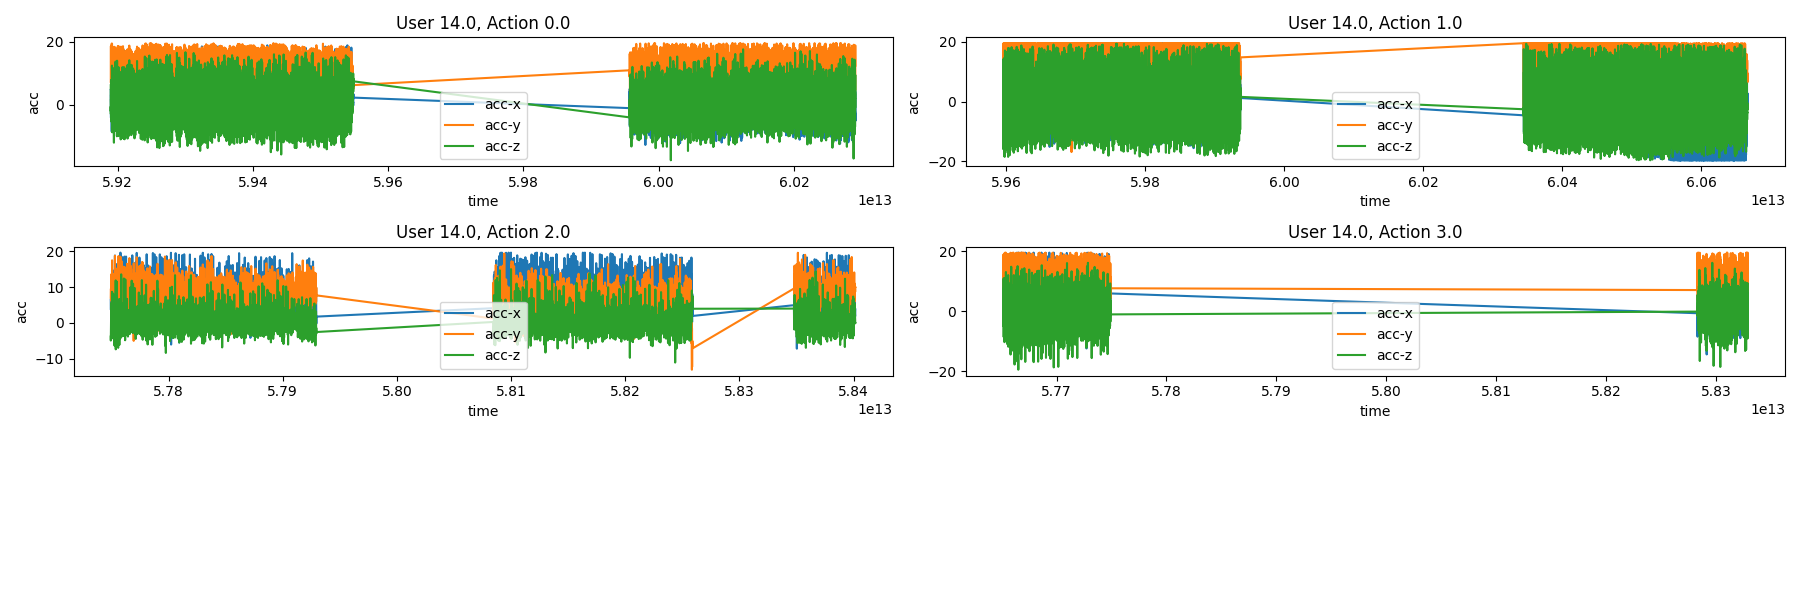 User 14.0, Action 0.0
20
0
acc
acc-x
acc-y
acc-z
5.92 5.94 5.96 5.98 6.00 6.02
time
1e13
User 14.0, Action 1.0
20
0
−20
acc
acc-x
acc-y
acc-z
5.96 5.98 6.00 6.02 6.04 6.06
time
1e13
User 14.0, Action 2.0
20
10
0
−10
acc
acc-x
acc-y
acc-z
5.78 5.79 5.80 5.81 5.82 5.83 5.84
time
1e13
User 14.0, Action 3.0
20
0
−20
acc
acc-x
acc-y
acc-z
5.77 5.78 5.79 5.80 5.81 5.82 5.83
time
1e13